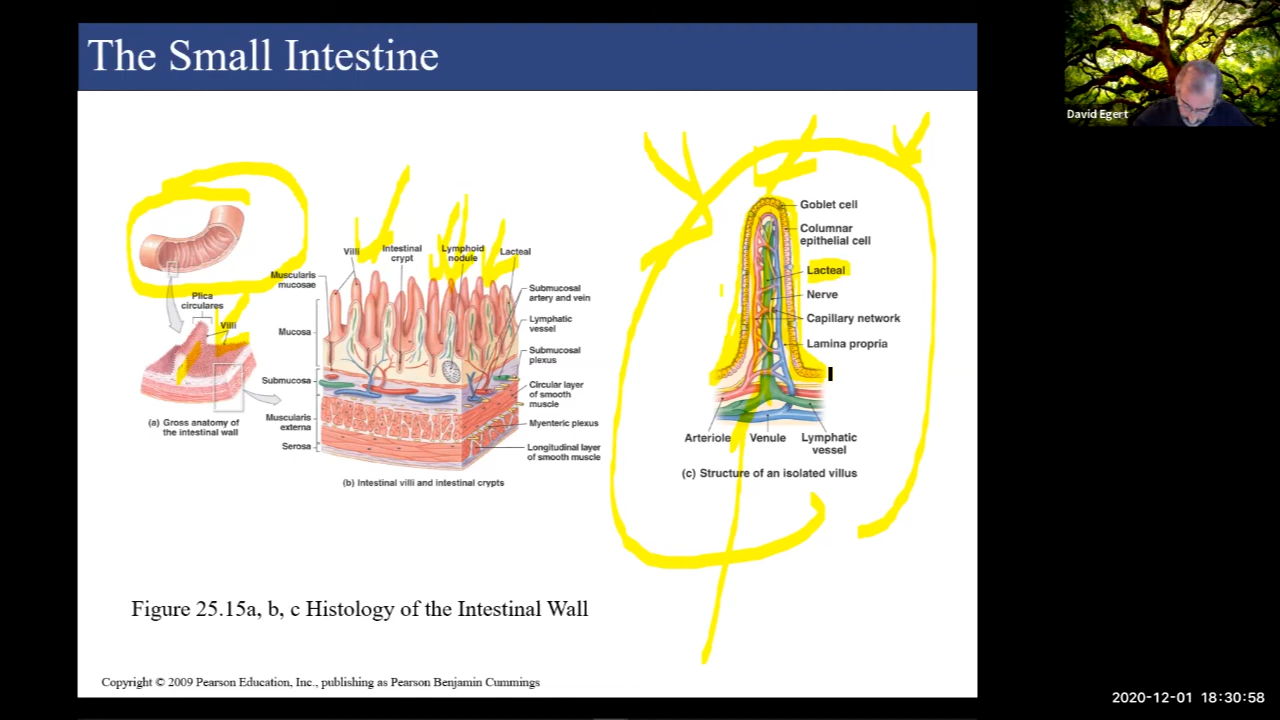 The Small Intestine
David Egert
Plica
circulares
Villi
(a) Gross anatomy of
the intestinal wall
Villi
Intestinal
crypt
Lymphoid
nodule
Lacteal
Muscularis
mucosae
Mucosa
Submucosa
Muscularis
externa
Serosa
Submucosal
artery and vein
Lymphatic
vessel
Submucosal
plexus
Circular layer
of smooth
muscle
Myenteric plexus
Longitudinal layer
of smooth muscle
(b) Intestinal villi and intestinal crypts
Goblet cell
Columnar
epithelial cell
Lacteal
Nerve
Capillary network
Lamina propria
Arteriole
Venule
Lymphatic
vessel
(c) Structure of an isolated villus
Figure 25.15a, b, c Histology of the Intestinal Wall
Copyright © 2009 Pearson Education, Inc., publishing as Pearson Benjamin Cummings
2020-12-01 18:30:58